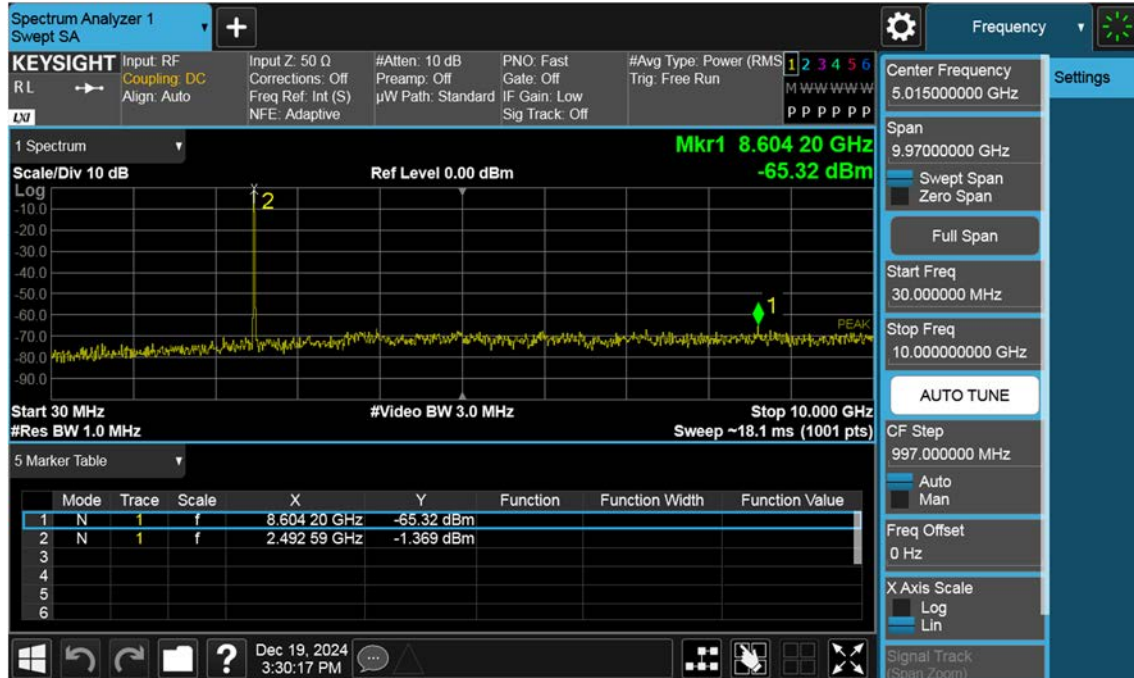 Spectrum Analyzer 1
Swept SA
+
Frequency
KEYSIGHT
RL
LXI
Input: RF
Coupling: DC
Align: Auto
Input Z: 50 Ω
Corrections: Off
Freq Ref: Int (S)
NFE: Adaptive
#Atten: 10 dB
Preamp: Off
µW Path: Standard
PNO: Fast
Gate: Off
IF Gain: Low
Sig Track: Off
#Avg Type: Power (RMS
Trig: Free Run
1 2 3 4 5 6
M W W W W W
P P P P P P
1 Spectrum
Scale/Div 10 dB
Ref Level 0.00 dBm
Mkr1 8.604 20 GHz
-65.32 dBm
Log
-10.0
-20.0
-30.0
-40.0
-50.0
-60.0
-70.0
-80.0
-90.0
2
1
PEAK
Start 30 MHz
#Video BW 3.0 MHz
Stop 10.000 GHz
#Res BW 1.0 MHz
Sweep ~18.1 ms (1001 pts)
5 Marker Table
Mode Trace Scale X Y Function Function Width Function Value
1 N 1 f 8.604 20 GHz -65.32 dBm
2 N 1 f 2.492 59 GHz -1.369 dBm
3
4
5
6
?
Dec 19, 2024
3:30:17 PM
Center Frequency
5.015000000 GHz
Settings
Span
9.97000000 GHz
Swept Span
Zero Span
Full Span
Start Freq
30.000000 MHz
Stop Freq
10.000000000 GHz
AUTO TUNE
CF Step
997.000000 MHz
Auto
Man
Freq Offset
0 Hz
X Axis Scale
Log
Lin
Signal Track
(Span Zoom)